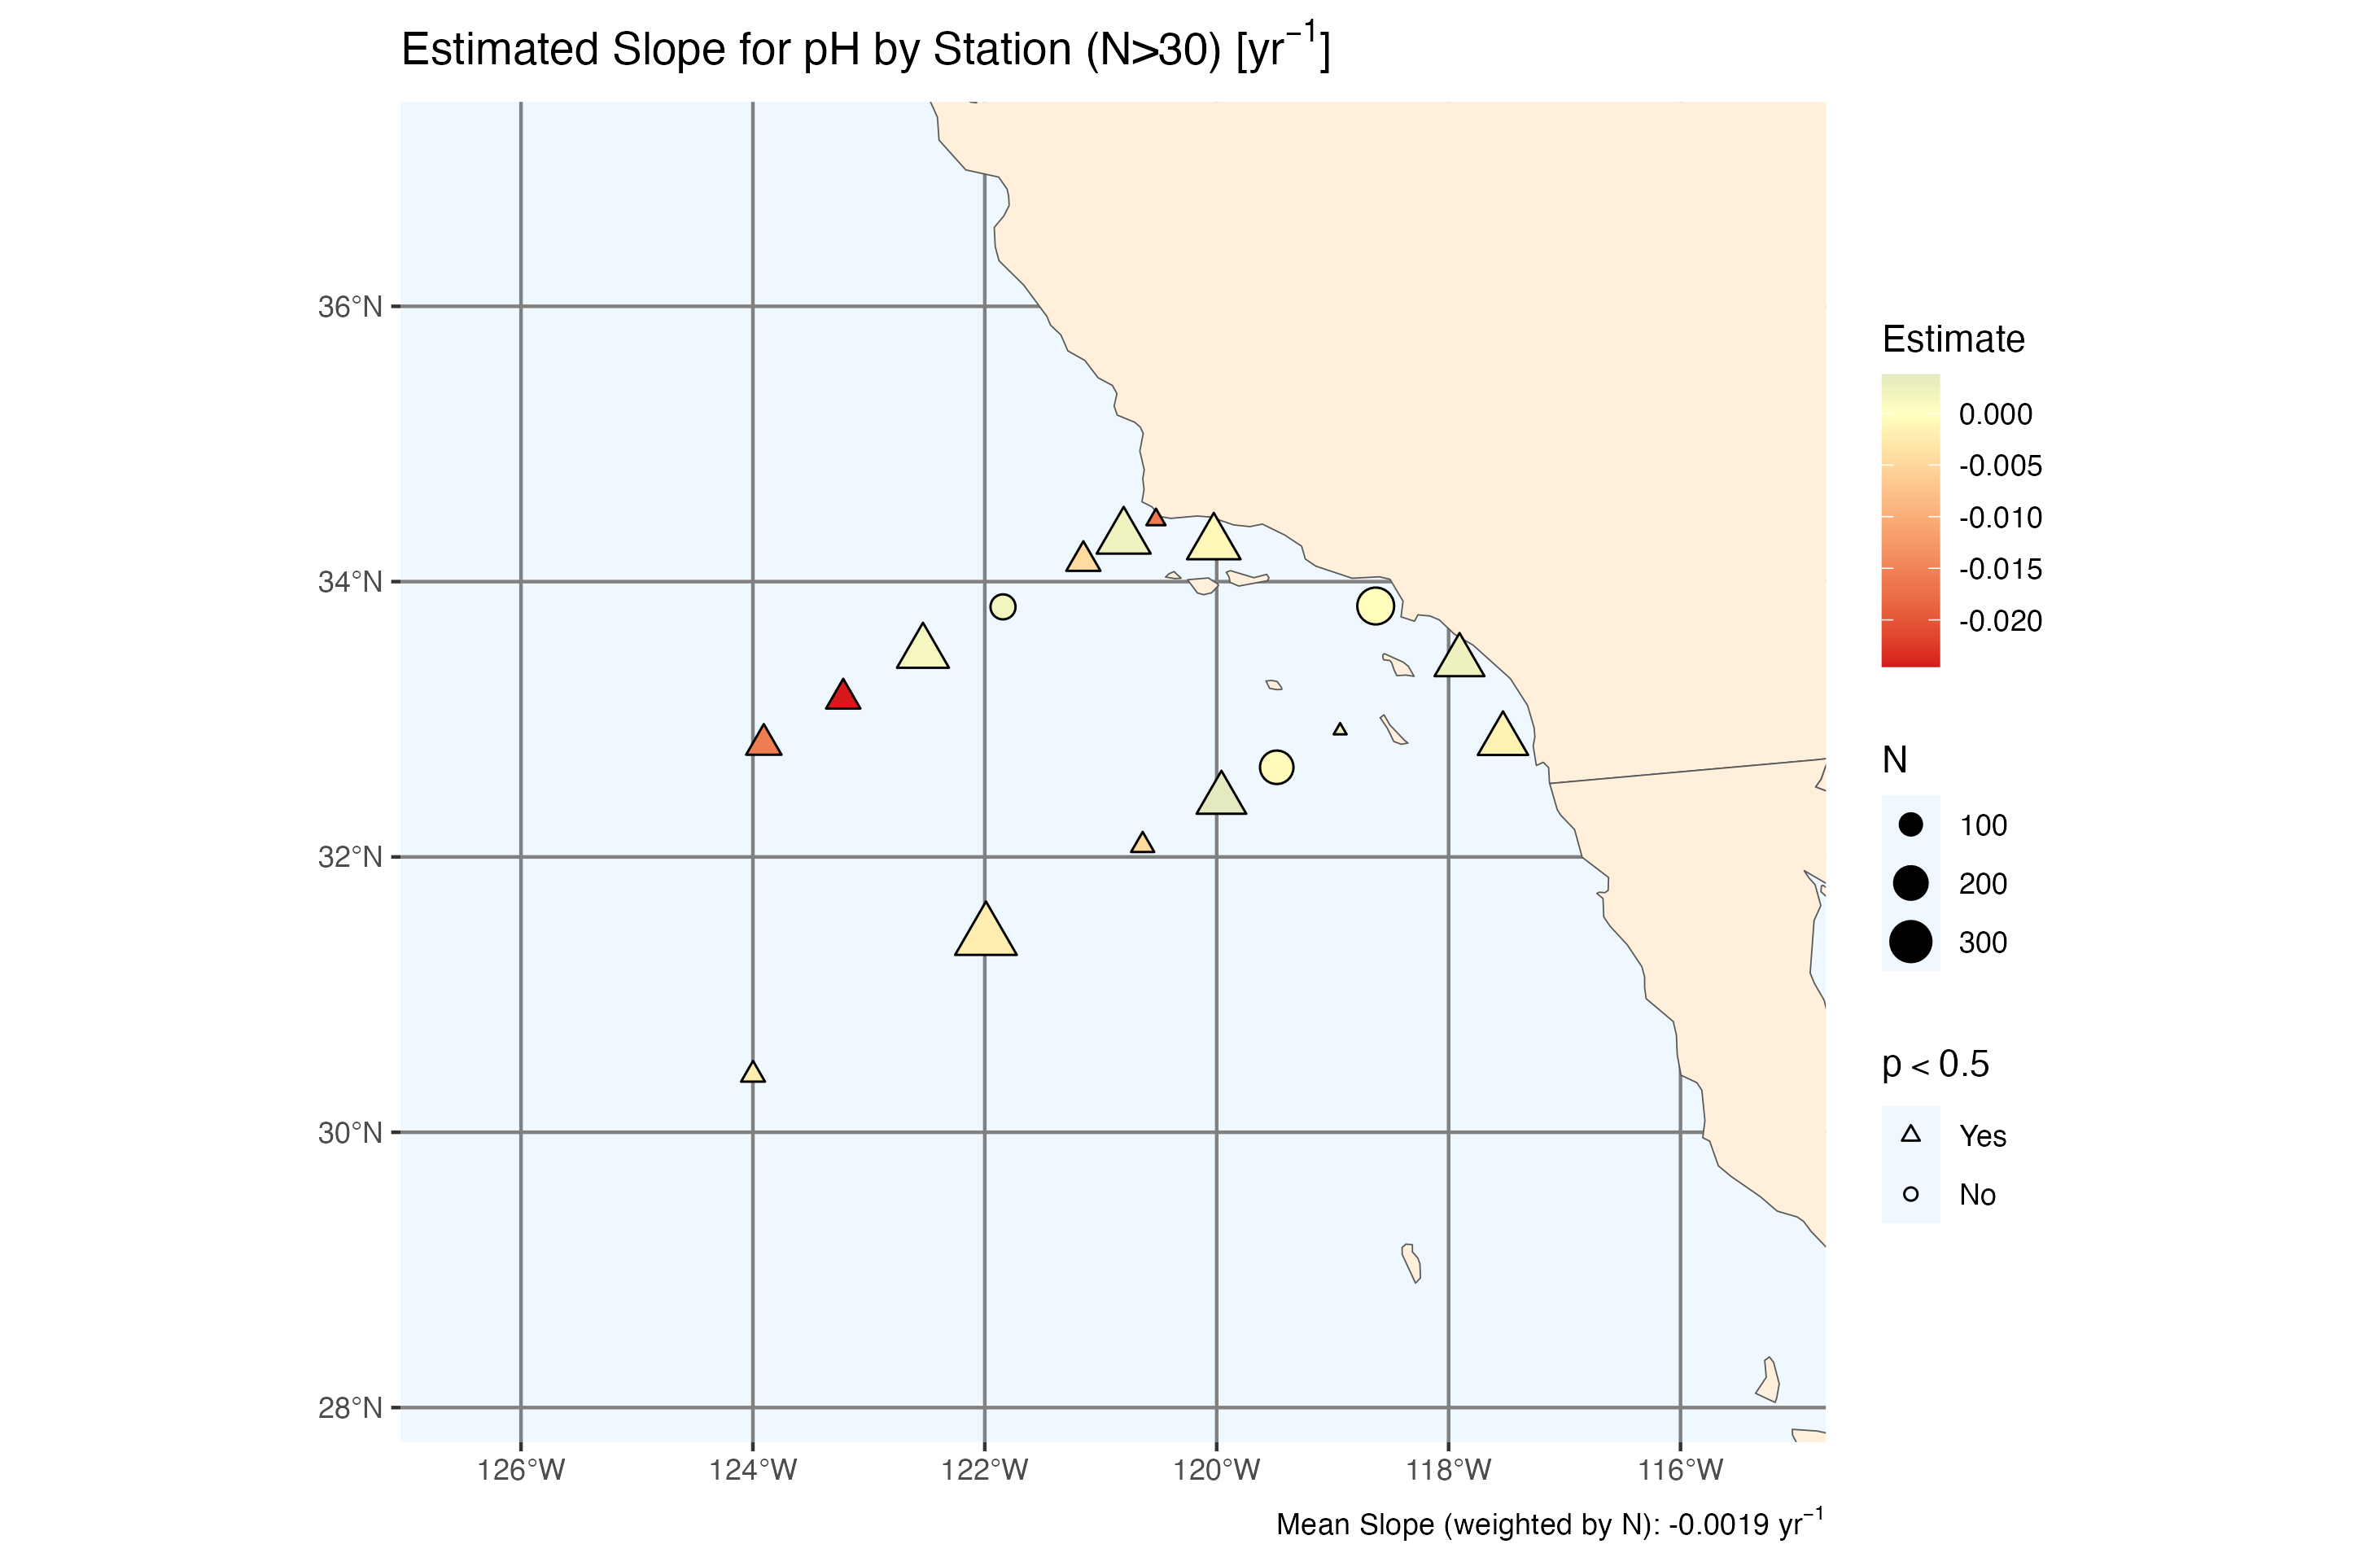 Estimated Slope for pH by Station (N>30) [yr⁻¹]
36°N
34°N
32°N
30°N
28°N
126°W
124°W
122°W
120°W
118°W
116°W
Estimate
0.000
-0.005
-0.010
-0.015
-0.020
N
100
200
300
p < 0.5
Yes
No
Mean Slope (weighted by N): -0.0019 yr⁻¹